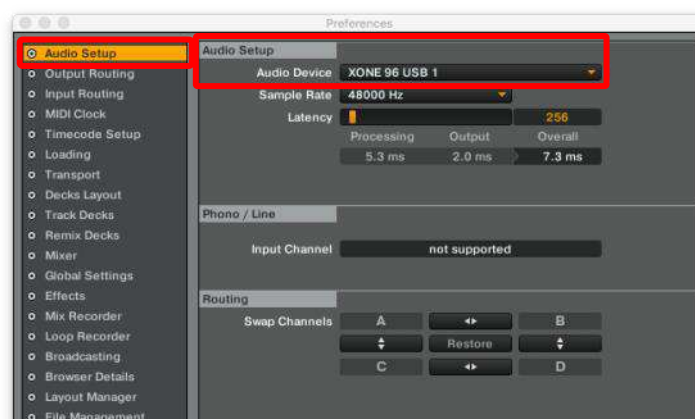 Preferences
Audio Setup
Output Routing
Input Routing
MIDI Clock
Timecode Setup
Loading
Transport
Decks Layout
Track Decks
Remix Decks
Mixer
Global Settings
Effects
Mix Recorder
Loop Recorder
Broadcasting
Browser Details
Layout Manager
File Management
Audio Setup
Audio Device XONE 96 USB 1
Sample Rate 48000 Hz
Latency 256
Processing Output Overall
5.3 ms 2.0 ms 7.3 ms
Phono / Line
Input Channel not supported
Routing
Swap Channels A B
Restore
C D